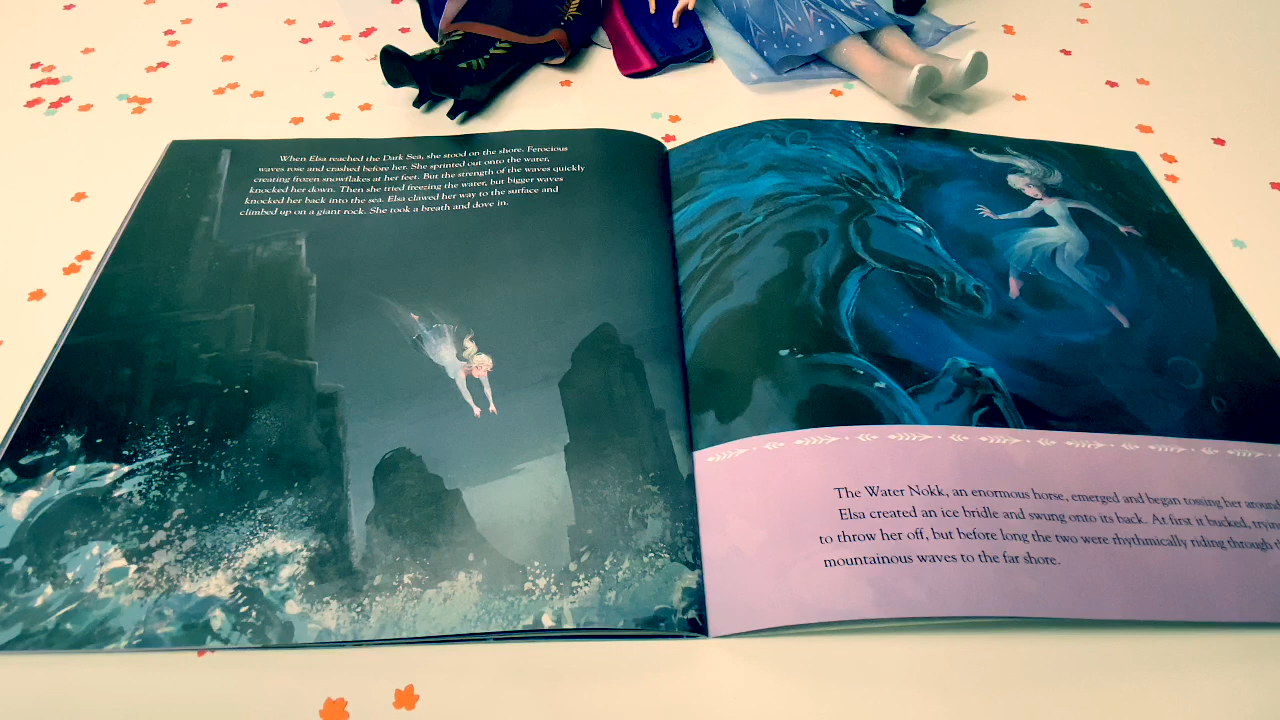 When Elsa reached the Dark Sea, she stood on the shore. Ferocious
waves rose and crashed before her. She sprinted out onto the water,
creating frozen snowflakes at her feet. But the strength of the waves quickly
knocked her down. Then she tried freezing the water, but bigger waves
knocked her back into the sea. Elsa clawed her way to the surface and
climbed up on a giant rock. She took a breath and dove in.
The Water Nokk, an enormous horse, emerged and began tossing her around
Elsa created an ice bridle and swung onto its back. At first it bucked, trying
to throw her off, but before long the two were rhythmically riding through
mountainous waves to the far shore.